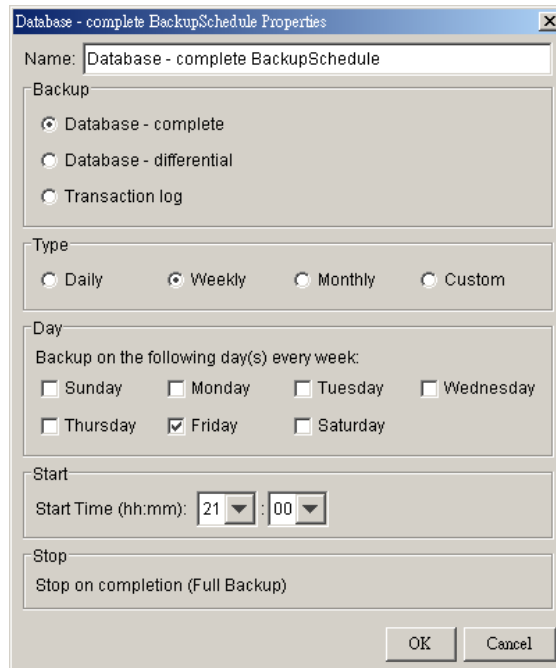 Database - complete BackupSchedule Properties
Name: Database - complete BackupSchedule
Backup
Database - complete
Database - differential
Transaction log
Type
Daily Weekly Monthly Custom
Day
Backup on the following day(s) every week:
Sunday Monday Tuesday Wednesday
Thursday Friday Saturday
Start
Start Time (hh:mm): 21 : 00
Stop
Stop on completion (Full Backup)
OK Cancel